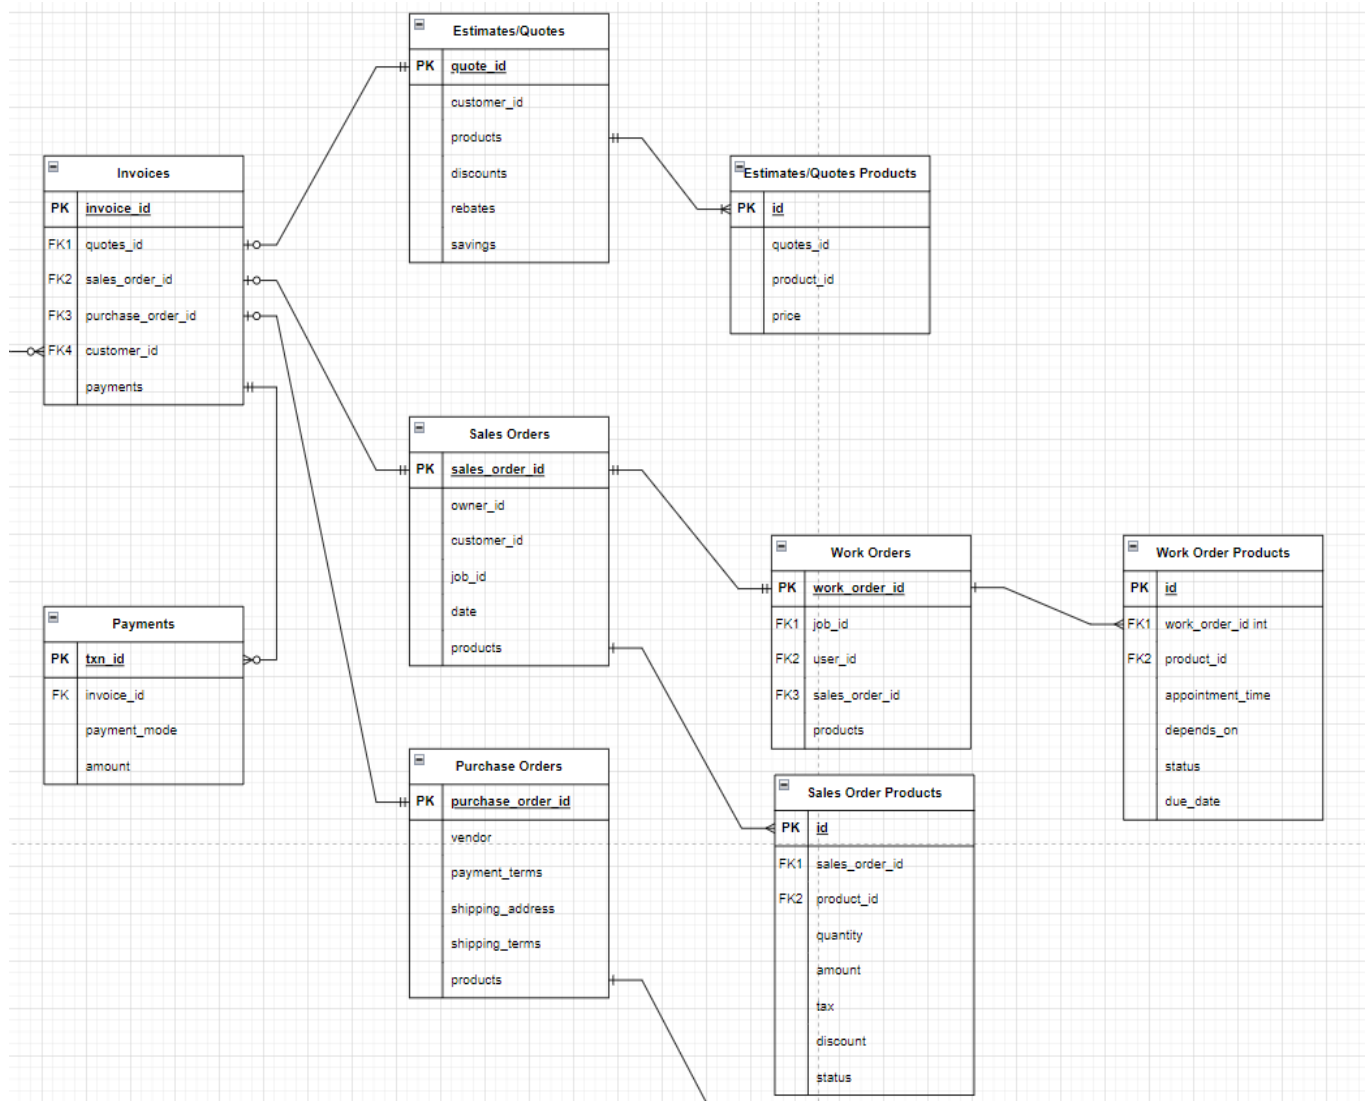 Estimates/Quotes
PK quote_id
customer_id
products
discounts
rebates
savings
Estimates/Quotes Products
PK id
quotes_id
product_id
price
Invoices
PK invoice_id
FK1 quotes_id
FK2 sales_order_id
FK3 purchase_order_id
FK4 customer_id
payments
Sales Orders
PK sales_order_id
owner_id
customer_id
job_id
date
products
Work Orders
PK work_order_id
FK1 job_id
FK2 user_id
FK3 sales_order_id
products
Work Order Products
PK id
FK1 work_order_id int
FK2 product_id
appointment_time
depends_on
status
due_date
Payments
PK txn_id
FK invoice_id
payment_mode
amount
Purchase Orders
PK purchase_order_id
vendor
payment_terms
shipping_address
shipping_terms
products
Sales Order Products
PK id
FK1 sales_order_id
FK2 product_id
quantity
amount
tax
discount
status